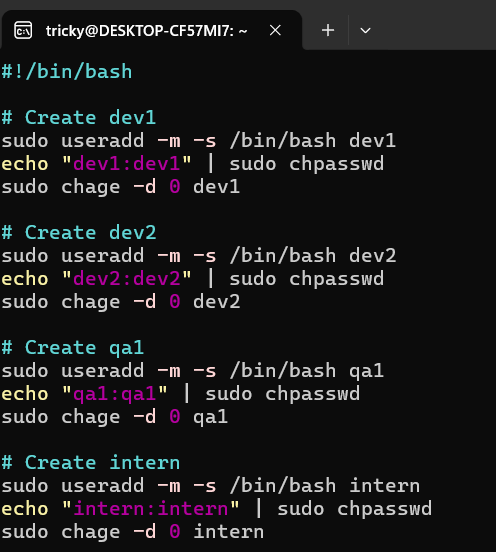 tricky@DESKTOP-CF57MI7: ~
#!/bin/bash
# Create dev1
sudo useradd -m -s /bin/bash dev1
echo "dev1:dev1" | sudo chpasswd
sudo chage -d 0 dev1
# Create dev2
sudo useradd -m -s /bin/bash dev2
echo "dev2:dev2" | sudo chpasswd
sudo chage -d 0 dev2
# Create qa1
sudo useradd -m -s /bin/bash qa1
echo "qa1:qa1" | sudo chpasswd
sudo chage -d 0 qa1
# Create intern
sudo useradd -m -s /bin/bash intern
echo "intern:intern" | sudo chpasswd
sudo chage -d 0 intern